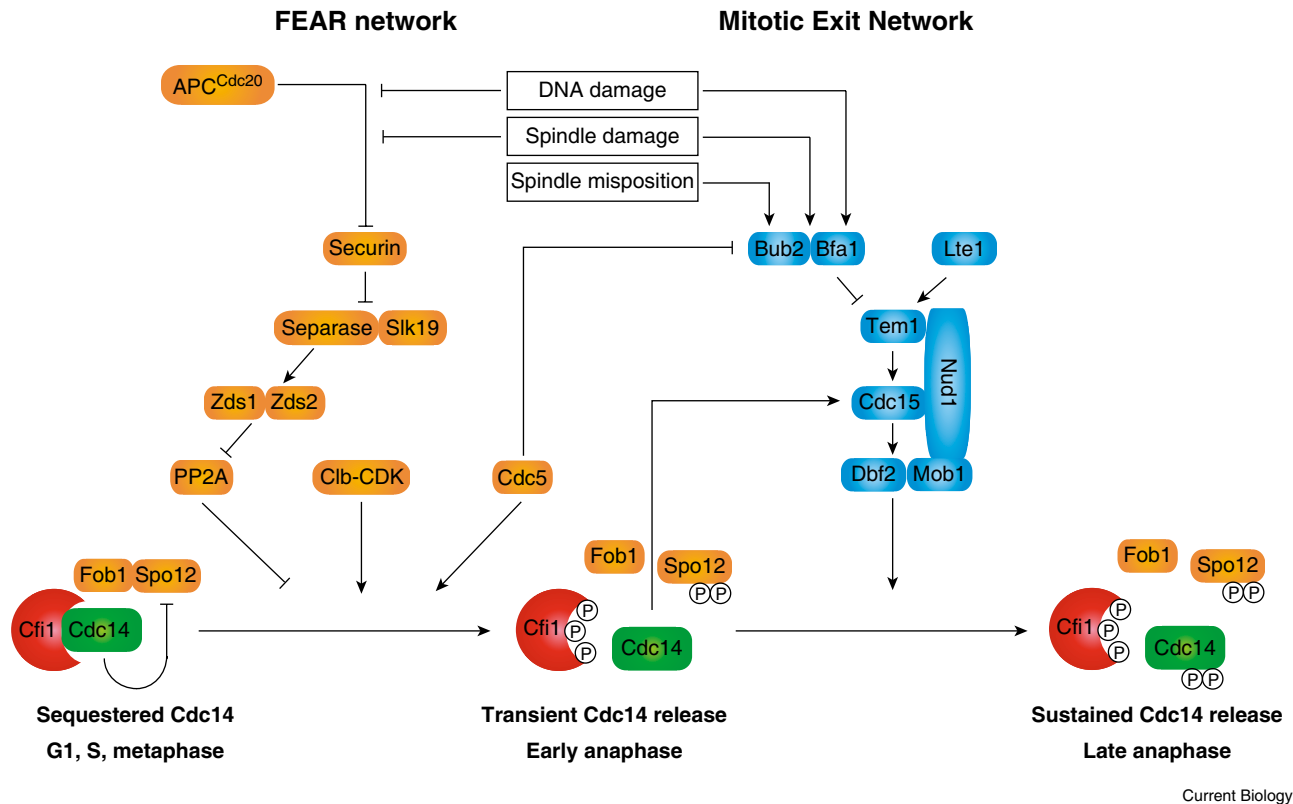 FEAR network
Mitotic Exit Network
APC^Cdc20
DNA damage
Spindle damage
Spindle misposition
Securin
Bub2 Bfa1
Lte1
Separase Slk19
Tem1
Nud1
Zds1 Zds2
Cdc15
PP2A
Clb-CDK
Cdc5
Dbf2 Mob1
Fob1 Spo12
Cfi1 Cdc14
Fob1
Spo12
P P
Cfi1
P
P
P
Cdc14
Fob1
Spo12
P P
Cfi1
P
P
P
Cdc14
P P
Sequestered Cdc14
G1, S, metaphase
Transient Cdc14 release
Early anaphase
Sustained Cdc14 release
Late anaphase
Current Biology